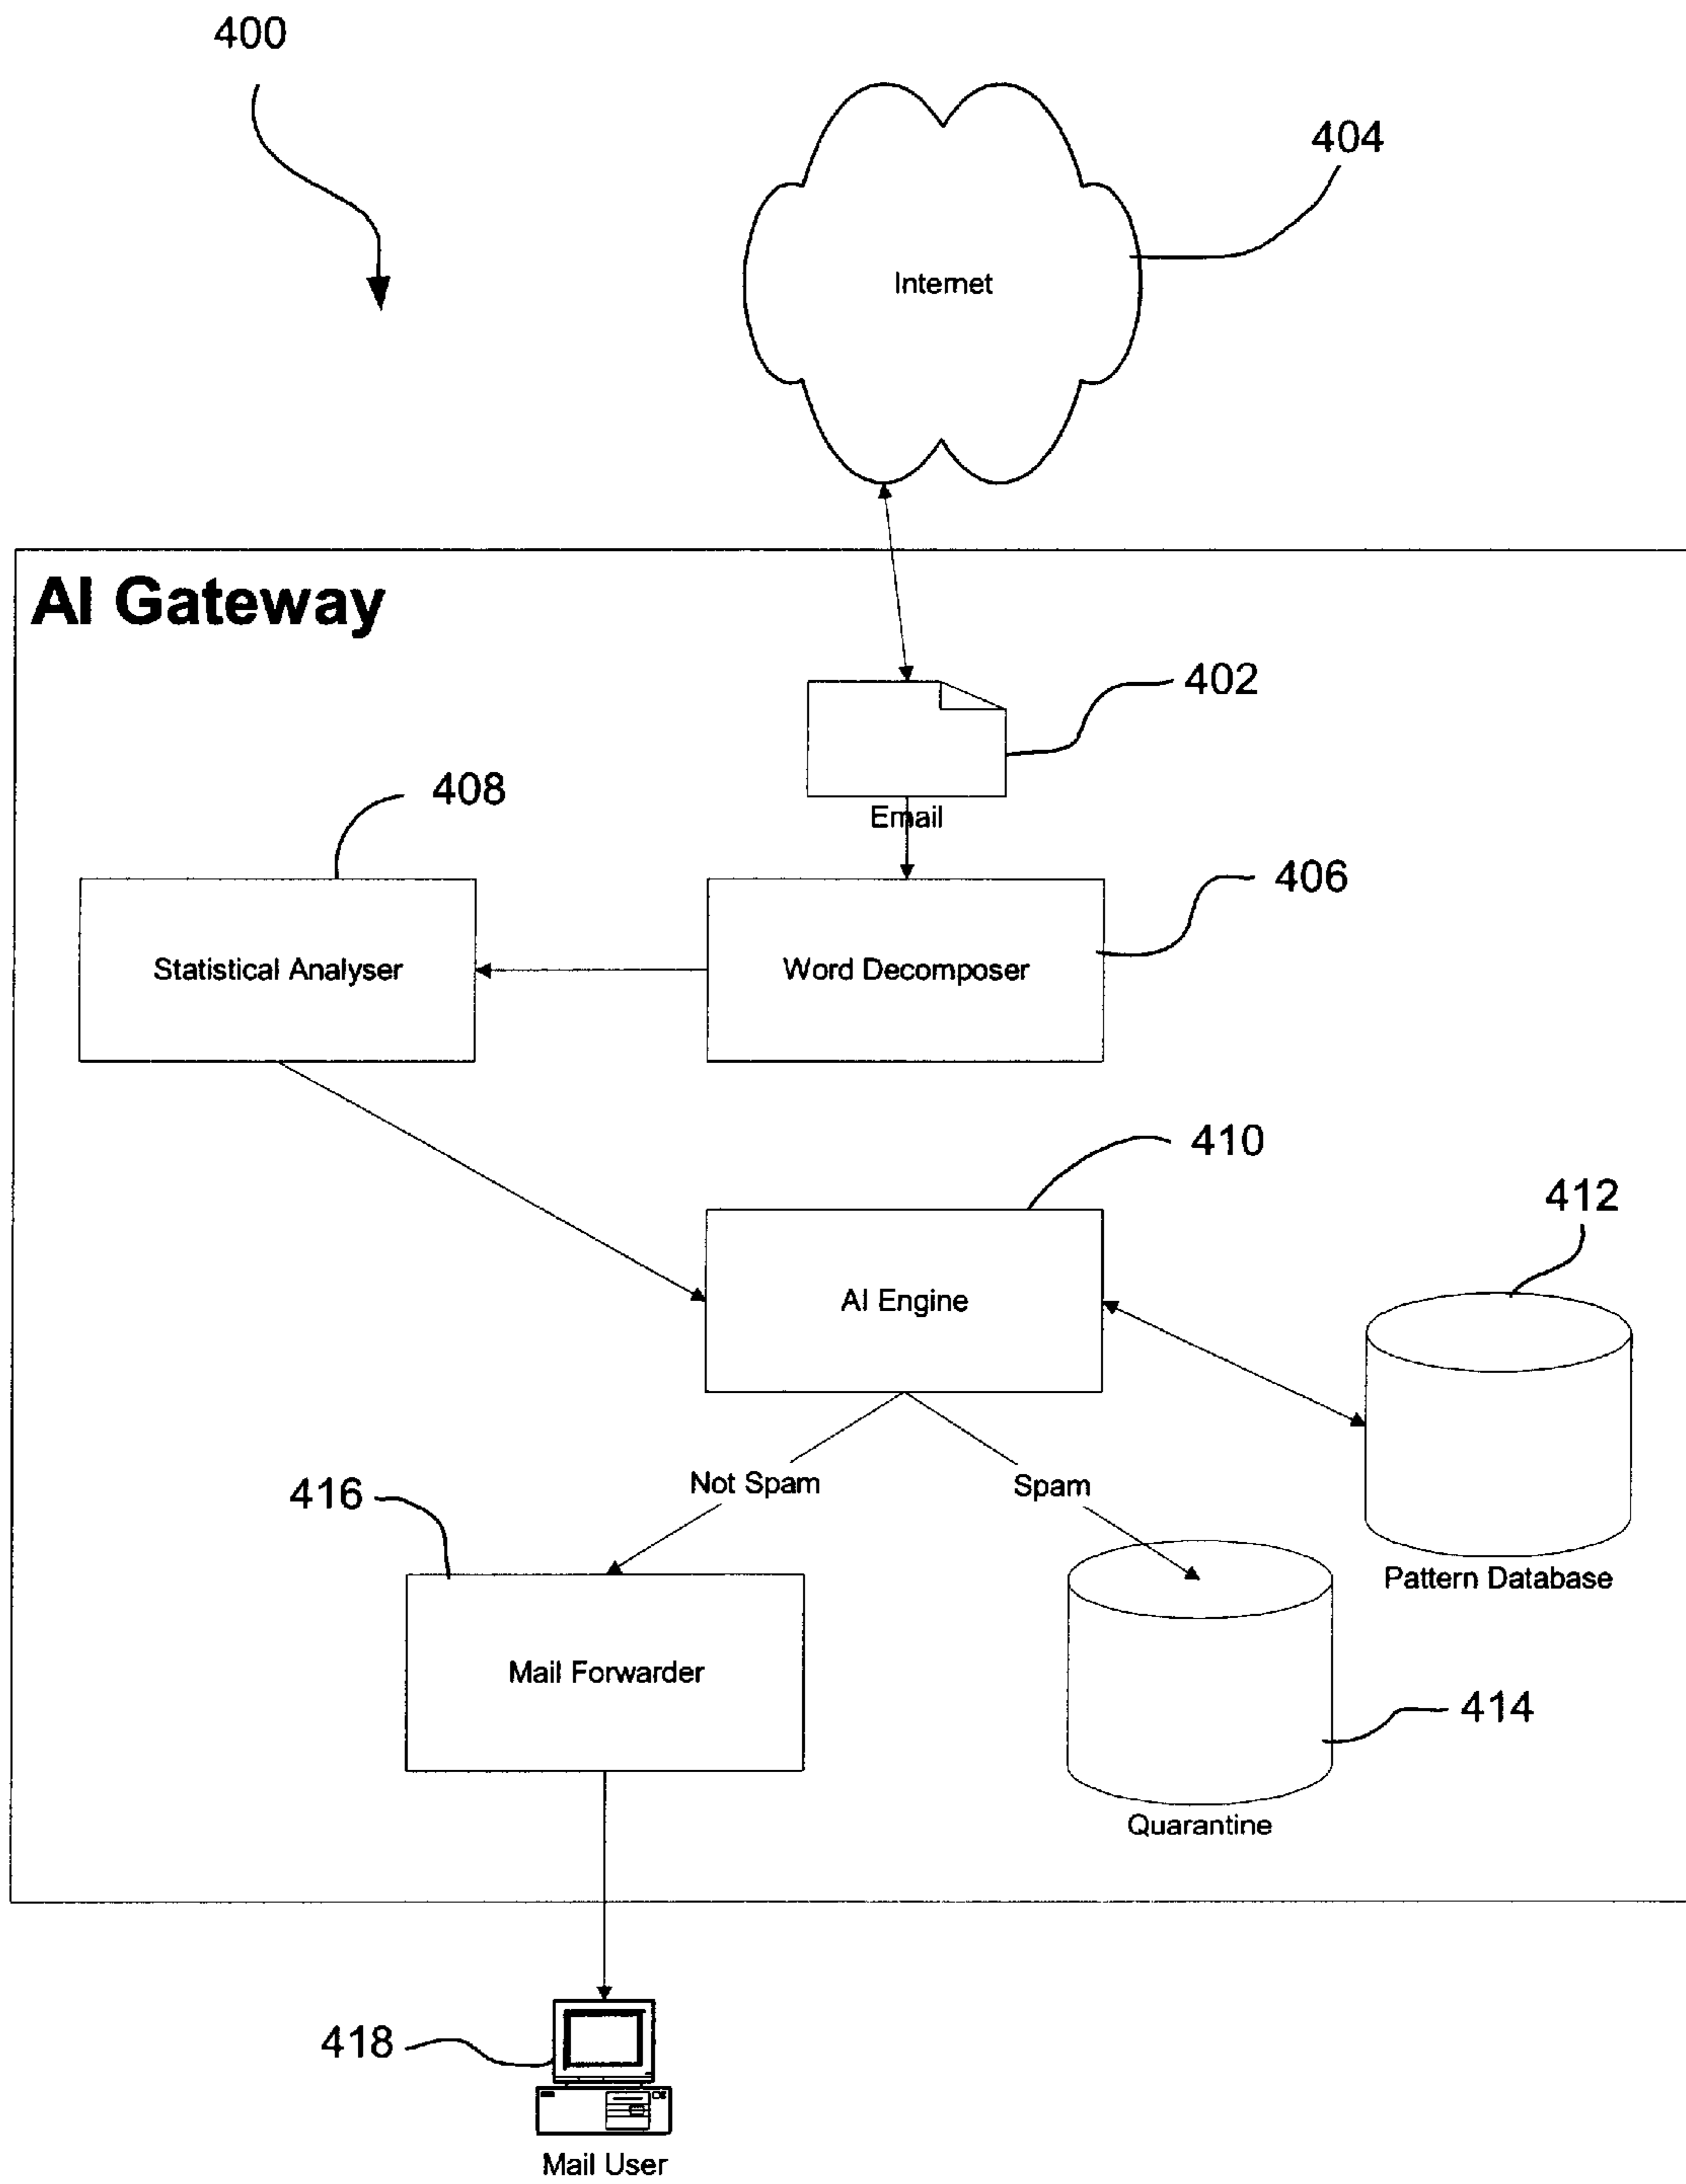 400
404
Internet
AI Gateway
402
Email
408
406
Statistical Analyser
Word Decomposer
410
412
AI Engine
Not Spam
Spam
416
Pattern Database
Mail Forwarder
414
Quarantine
418
Mail User